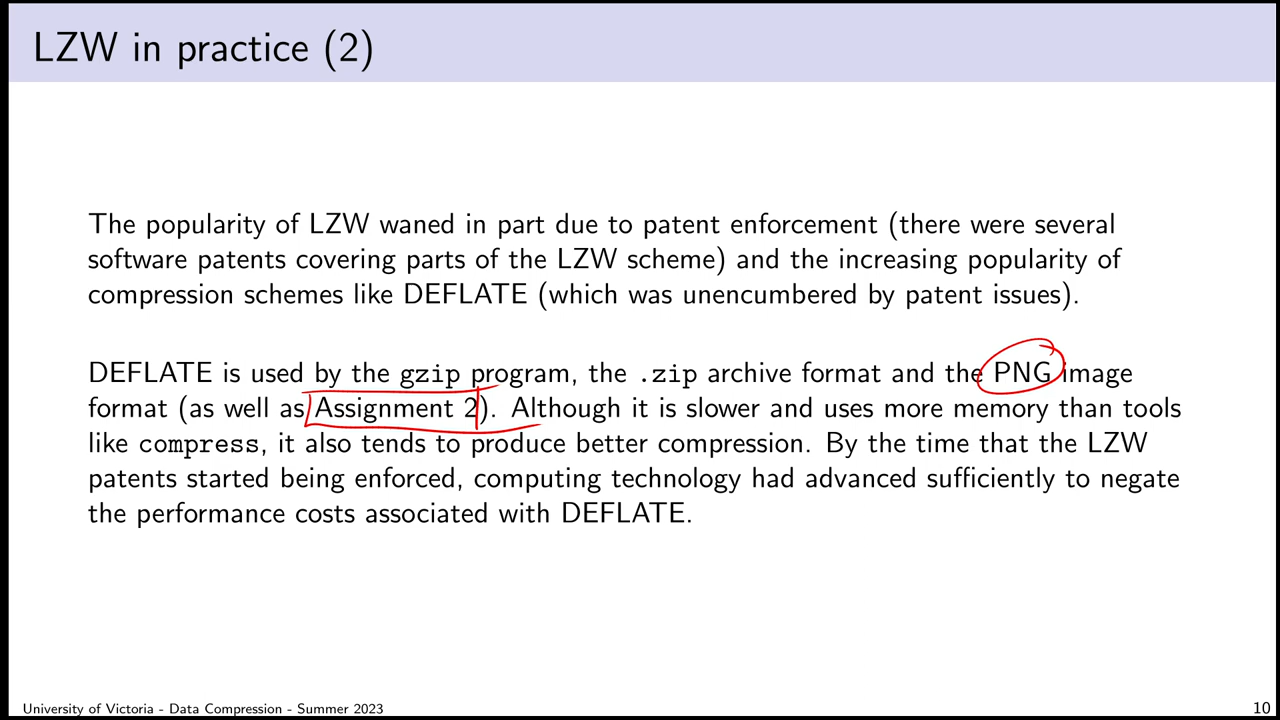 LZW in practice (2)
The popularity of LZW waned in part due to patent enforcement (there were several
software patents covering parts of the LZW scheme) and the increasing popularity of
compression schemes like DEFLATE (which was unencumbered by patent issues).
DEFLATE is used by the gzip program, the .zip archive format and the PNG image
format (as well as Assignment 2). Although it is slower and uses more memory than tools
like compress, it also tends to produce better compression. By the time that the LZW
patents started being enforced, computing technology had advanced sufficiently to negate
the performance costs associated with DEFLATE.
University of Victoria - Data Compression - Summer 2023
10